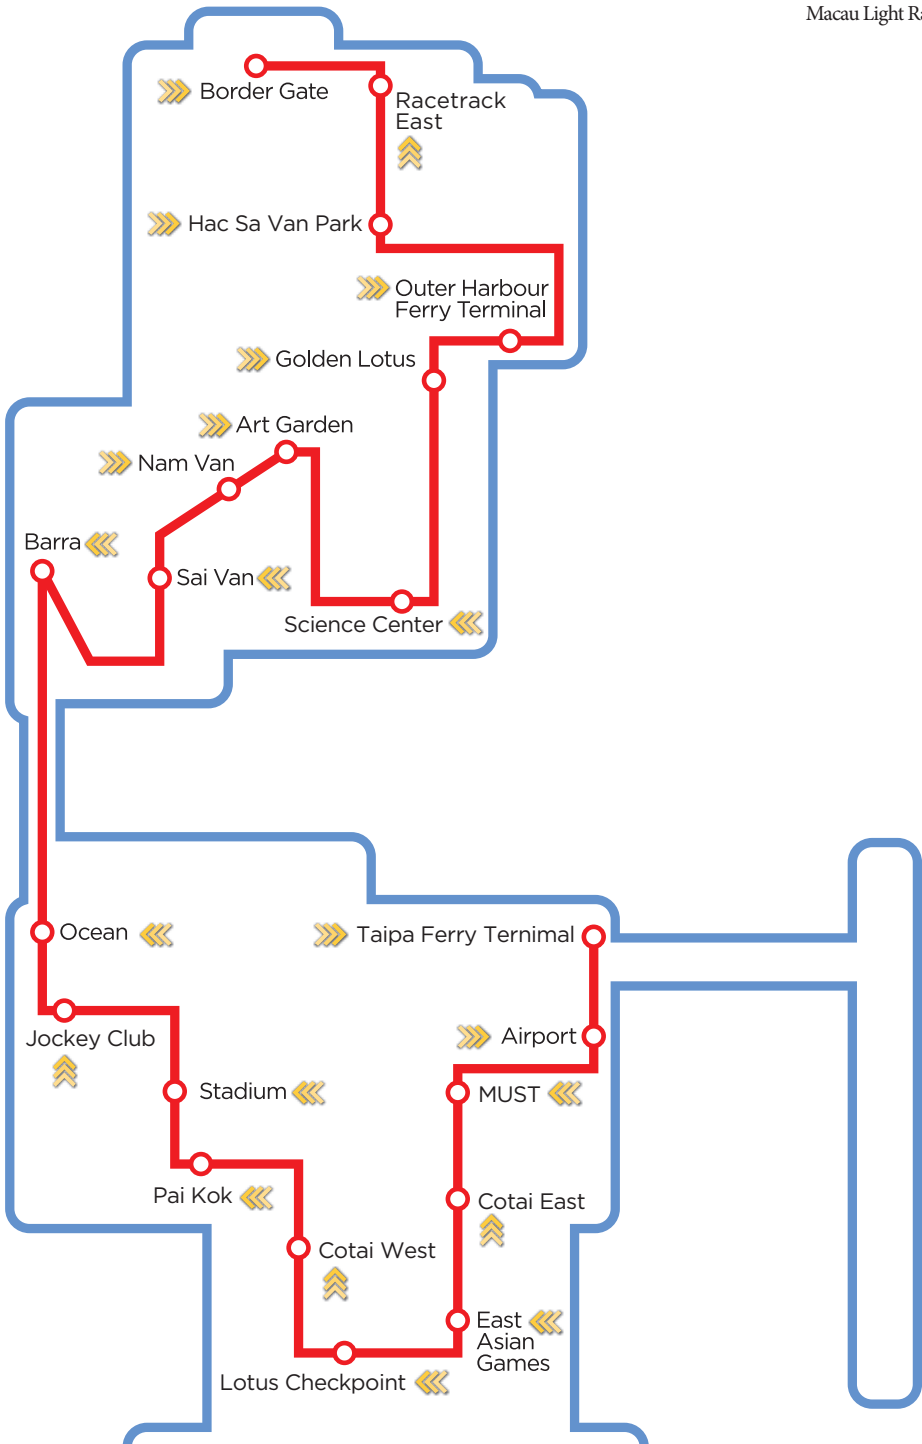 Macau Light
Border Gate
Racetrack
East
Hac Sa Van Park
Outer Harbour
Ferry Terminal
Golden Lotus
Art Garden
Nam Van
Barra
Sai Van
Science Center
Ocean
Taipa Ferry Ternimal
Airport
Jockey Club
Stadium
MUST
Pai Kok
Cotai East
Cotai West
East
Asian
Games
Lotus Checkpoint